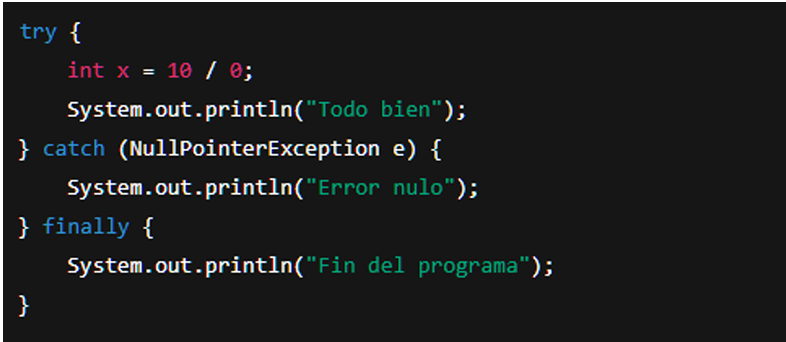 try {
    int x = 10 / 0;
    System.out.println("Todo bien");
} catch (NullPointerException e) {
    System.out.println("Error nulo");
} finally {
    System.out.println("Fin del programa");
}